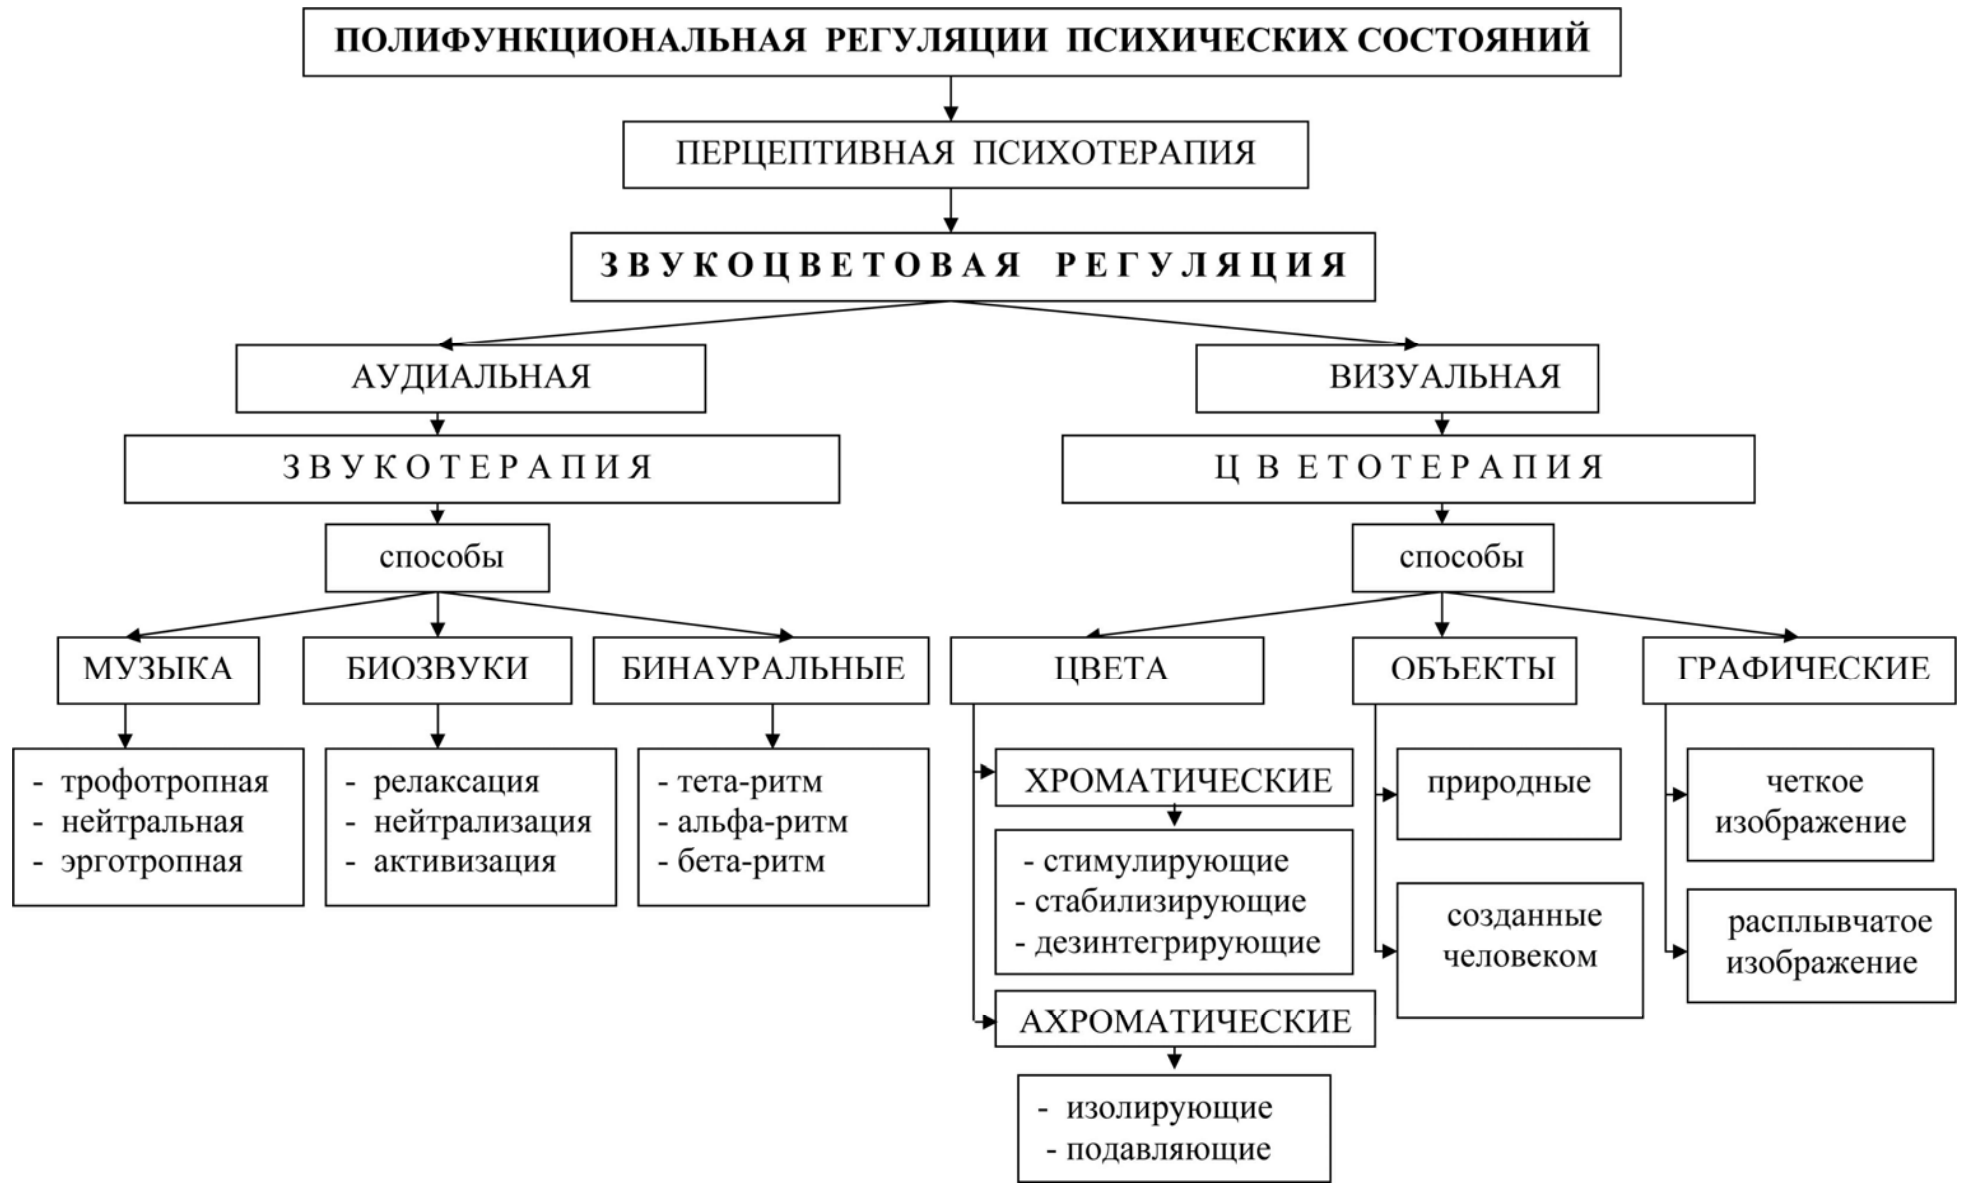 ПОЛИФУНКЦИОНАЛЬНАЯ РЕГУЛЯЦИИ ПСИХИЧЕСКИХ СОСТОЯНИЙ
ПЕРЦЕПТИВНАЯ ПСИХОТЕРАПИЯ
ЗВУКОЦВЕТОВАЯ РЕГУЛЯЦИЯ
АУДИАЛЬНАЯ
ЗВУКОТЕРАПИЯ
способы
МУЗЫКА
- трофотропная
- нейтральная
- эрготропная
БИОЗВУКИ
- релаксация
- нейтрализация
- активизация
БИНАУРАЛЬНЫЕ
- тета-ритм
- альфа-ритм
- бета-ритм
ВИЗУАЛЬНАЯ
ЦВЕТОТЕРАПИЯ
способы
ЦВЕТА
ХРОМАТИЧЕСКИЕ
- стимулирующие
- стабилизирующие
- дезинтегрирующие
АХРОМАТИЧЕСКИЕ
- изолирующие
- подавляющие
ОБЪЕКТЫ
природные
созданные
человеком
ГРАФИЧЕСКИЕ
четкое
изображение
расплывчатое
изображение